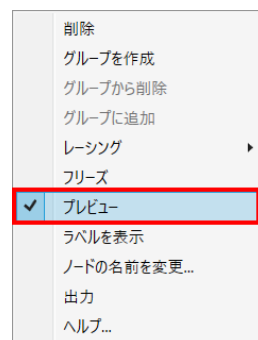 削除
グループを作成
グループから削除
グループに追加
レーシング
フリーズ
プレビュー
ラベルを表示
ノードの名前を変更...
出力
ヘルプ...